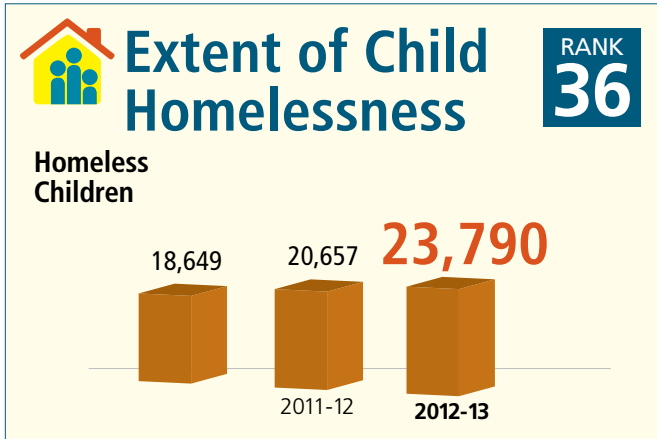 Extent of Child
Homelessness
RANK
36
Homeless
Children
18,649
20,657
23,790
2011-12
2012-13